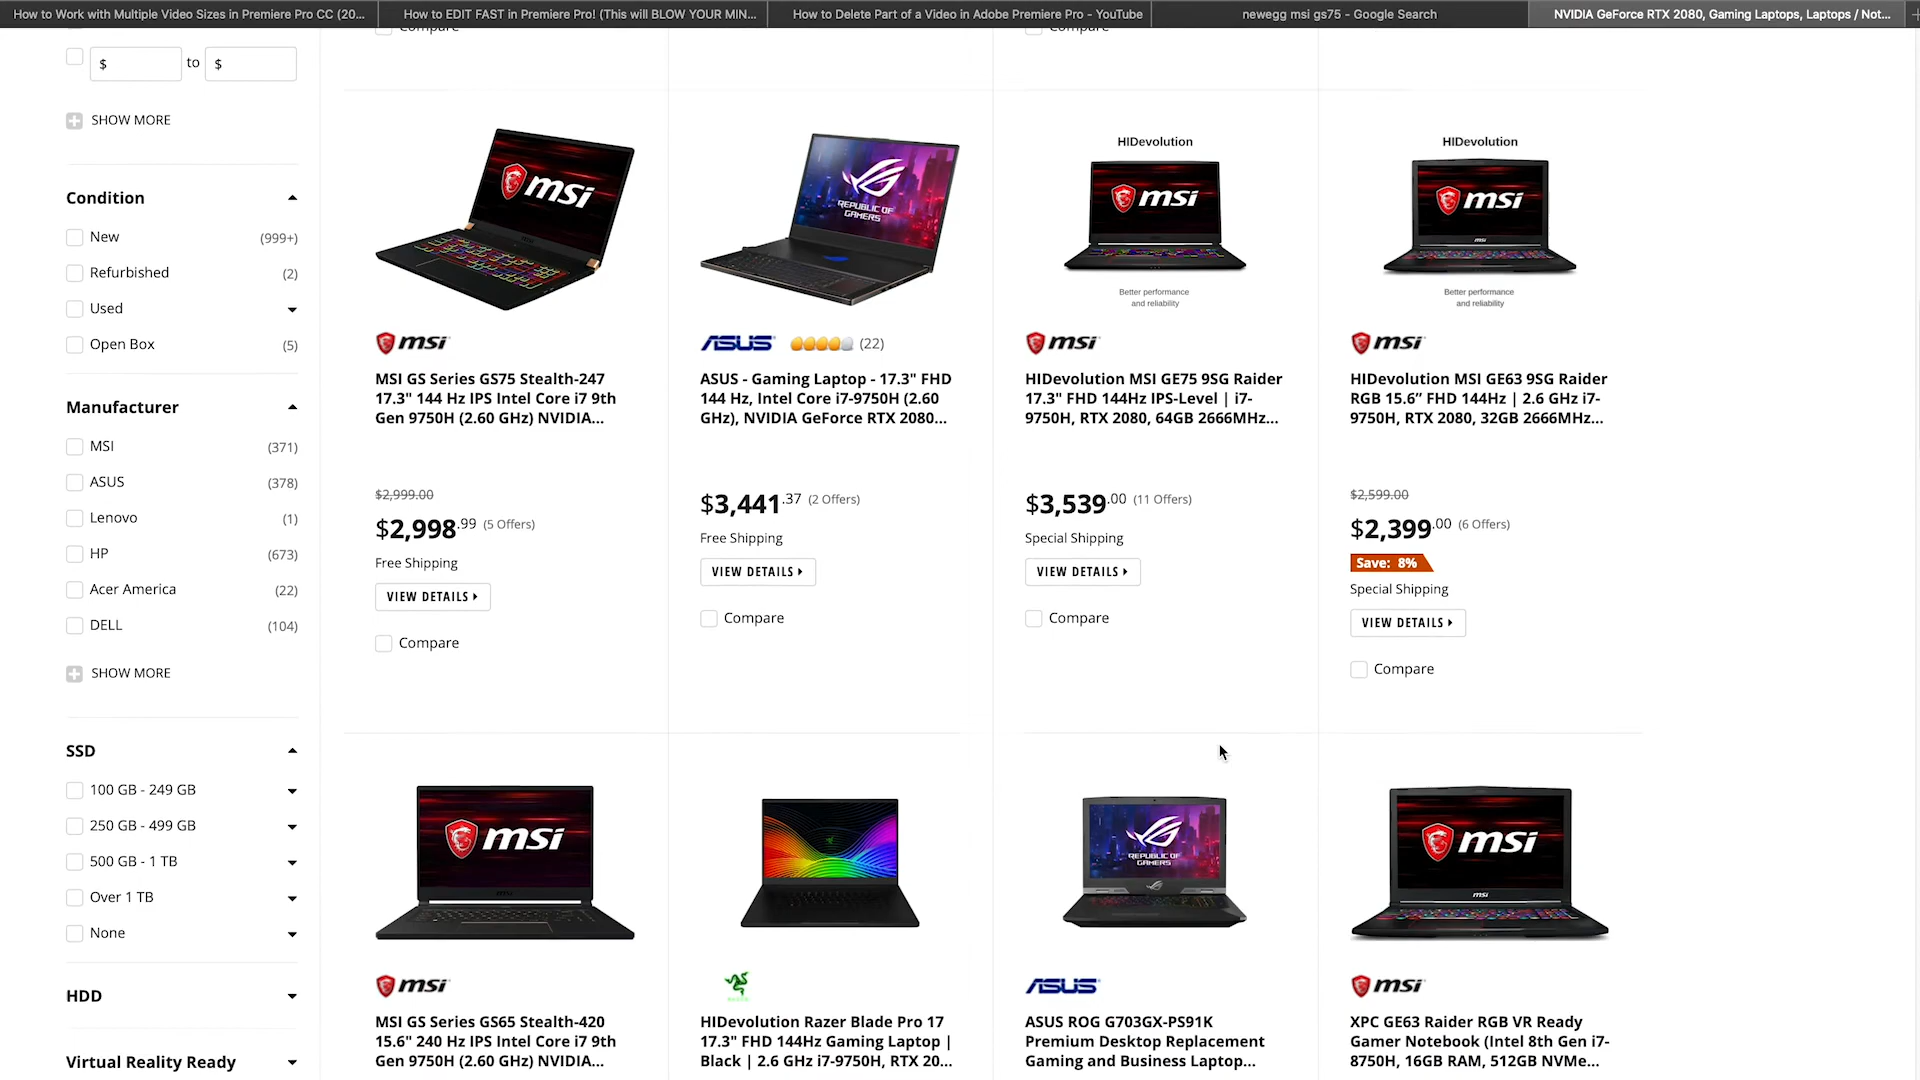 How to Work with Multiple Video Sizes in Premiere Pro CC (20...
How to EDIT FAST in Premiere Pro! (This will BLOW YOUR MIN...
How to Delete Part of a Video in Adobe Premiere Pro - YouTube
newegg msi gs75 - Google Search
NVIDIA GeForce RTX 2080, Gaming Laptops, Laptops / Not...
Compare
Compare
$ to $
SHOW MORE
Condition
New (999+)
Refurbished (2)
Used
Open Box (5)
Manufacturer
MSI (371)
ASUS (378)
Lenovo (1)
HP (673)
Acer America (22)
DELL (104)
SHOW MORE
SSD
100 GB - 249 GB
250 GB - 499 GB
500 GB - 1 TB
Over 1 TB
None
HDD
Virtual Reality Ready
msi
msi
MSI GS Series GS75 Stealth-247
17.3" 144 Hz IPS Intel Core i7 9th
Gen 9750H (2.60 GHz) NVIDIA...
$2,999.00
$2,998.99 (5 Offers)
Free Shipping
VIEW DETAILS
Compare
REPUBLIC OF
GAMERS
ASUS (22)
ASUS - Gaming Laptop - 17.3" FHD
144 Hz, Intel Core i7-9750H (2.60
GHz), NVIDIA GeForce RTX 2080...
$3,441.37 (2 Offers)
Free Shipping
VIEW DETAILS
Compare
HIDevolution
msi
Better performance
and reliability
msi
HIDevolution MSI GE75 9SG Raider
17.3" FHD 144Hz IPS-Level | i7-
9750H, RTX 2080, 64GB 2666MHz...
$3,539.00 (11 Offers)
Special Shipping
VIEW DETAILS
Compare
HIDevolution
msi
msi
Better performance
and reliability
msi
HIDevolution MSI GE63 9SG Raider
RGB 15.6” FHD 144Hz | 2.6 GHz i7-
9750H, RTX 2080, 32GB 2666MHz...
$2,599.00
$2,399.00 (6 Offers)
Save: 8%
Special Shipping
VIEW DETAILS
Compare
msi
msi
MSI GS Series GS65 Stealth-420
15.6" 240 Hz IPS Intel Core i7 9th
Gen 9750H (2.60 GHz) NVIDIA...
HIDevolution Razer Blade Pro 17
17.3" FHD 144Hz Gaming Laptop |
Black | 2.6 GHz i7-9750H, RTX 20...
REPUBLIC OF
GAMERS
ASUS
ASUS ROG G703GX-PS91K
Premium Desktop Replacement
Gaming and Business Laptop...
msi
msi
msi
XPC GE63 Raider RGB VR Ready
Gamer Notebook (Intel 8th Gen i7-
8750H, 16GB RAM, 512GB NVMe...